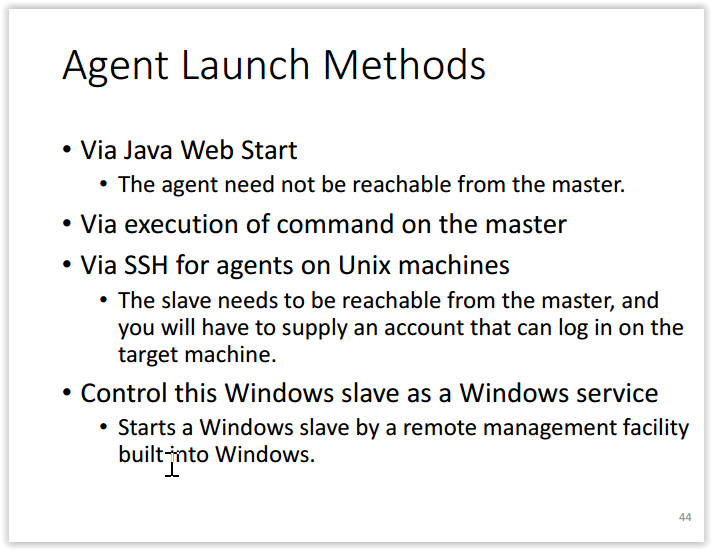 Agent Launch Methods
• Via Java Web Start
• The agent need not be reachable from the master.
• Via execution of command on the master
• Via SSH for agents on Unix machines
• The slave needs to be reachable from the master, and
you will have to supply an account that can log in on the
target machine.
• Control this Windows slave as a Windows service
• Starts a Windows slave by a remote management facility
built into Windows.
44